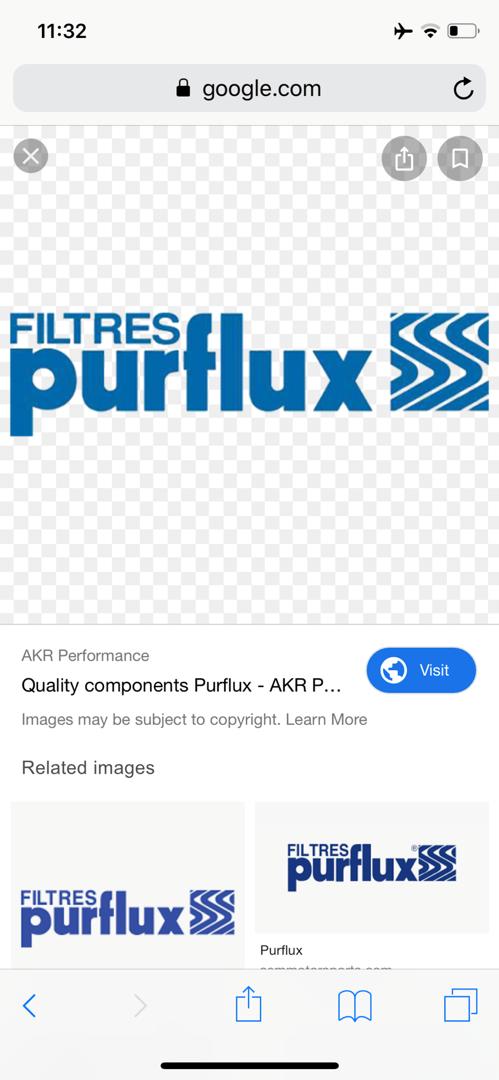 11:32
google.com
FILTRES
purflux
AKR Performance
Visit
Quality components Purflux - AKR P...
Images may be subject to copyright. Learn More
Related images
FILTRES
purflux
FILTRES
purflux®
Purflux